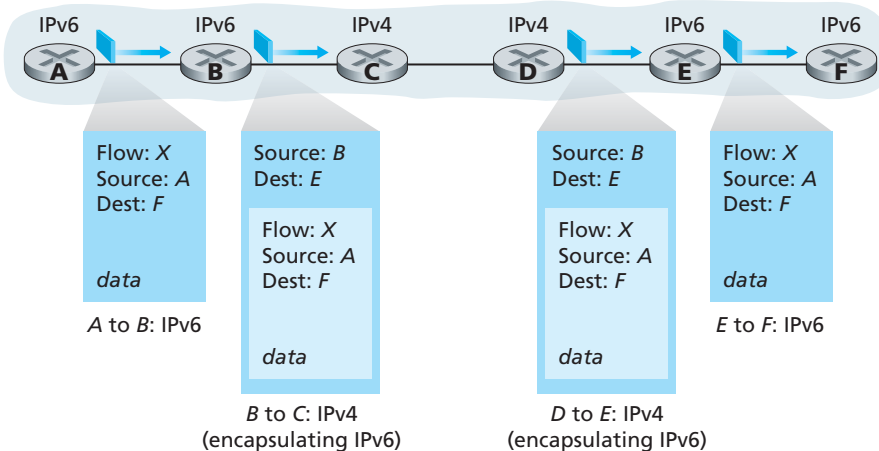 IPv6
IPv6
IPv4
IPv4
IPv6
IPv6
A
B
C
D
E
F
Flow: X
Source: A
Dest: F
data
A to B: IPv6
Source: B
Dest: E
Flow: X
Source: A
Dest: F
data
B to C: IPv4
(encapsulating IPv6)
Source: B
Dest: E
Flow: X
Source: A
Dest: F
data
D to E: IPv4
(encapsulating IPv6)
Flow: X
Source: A
Dest: F
data
E to F: IPv6